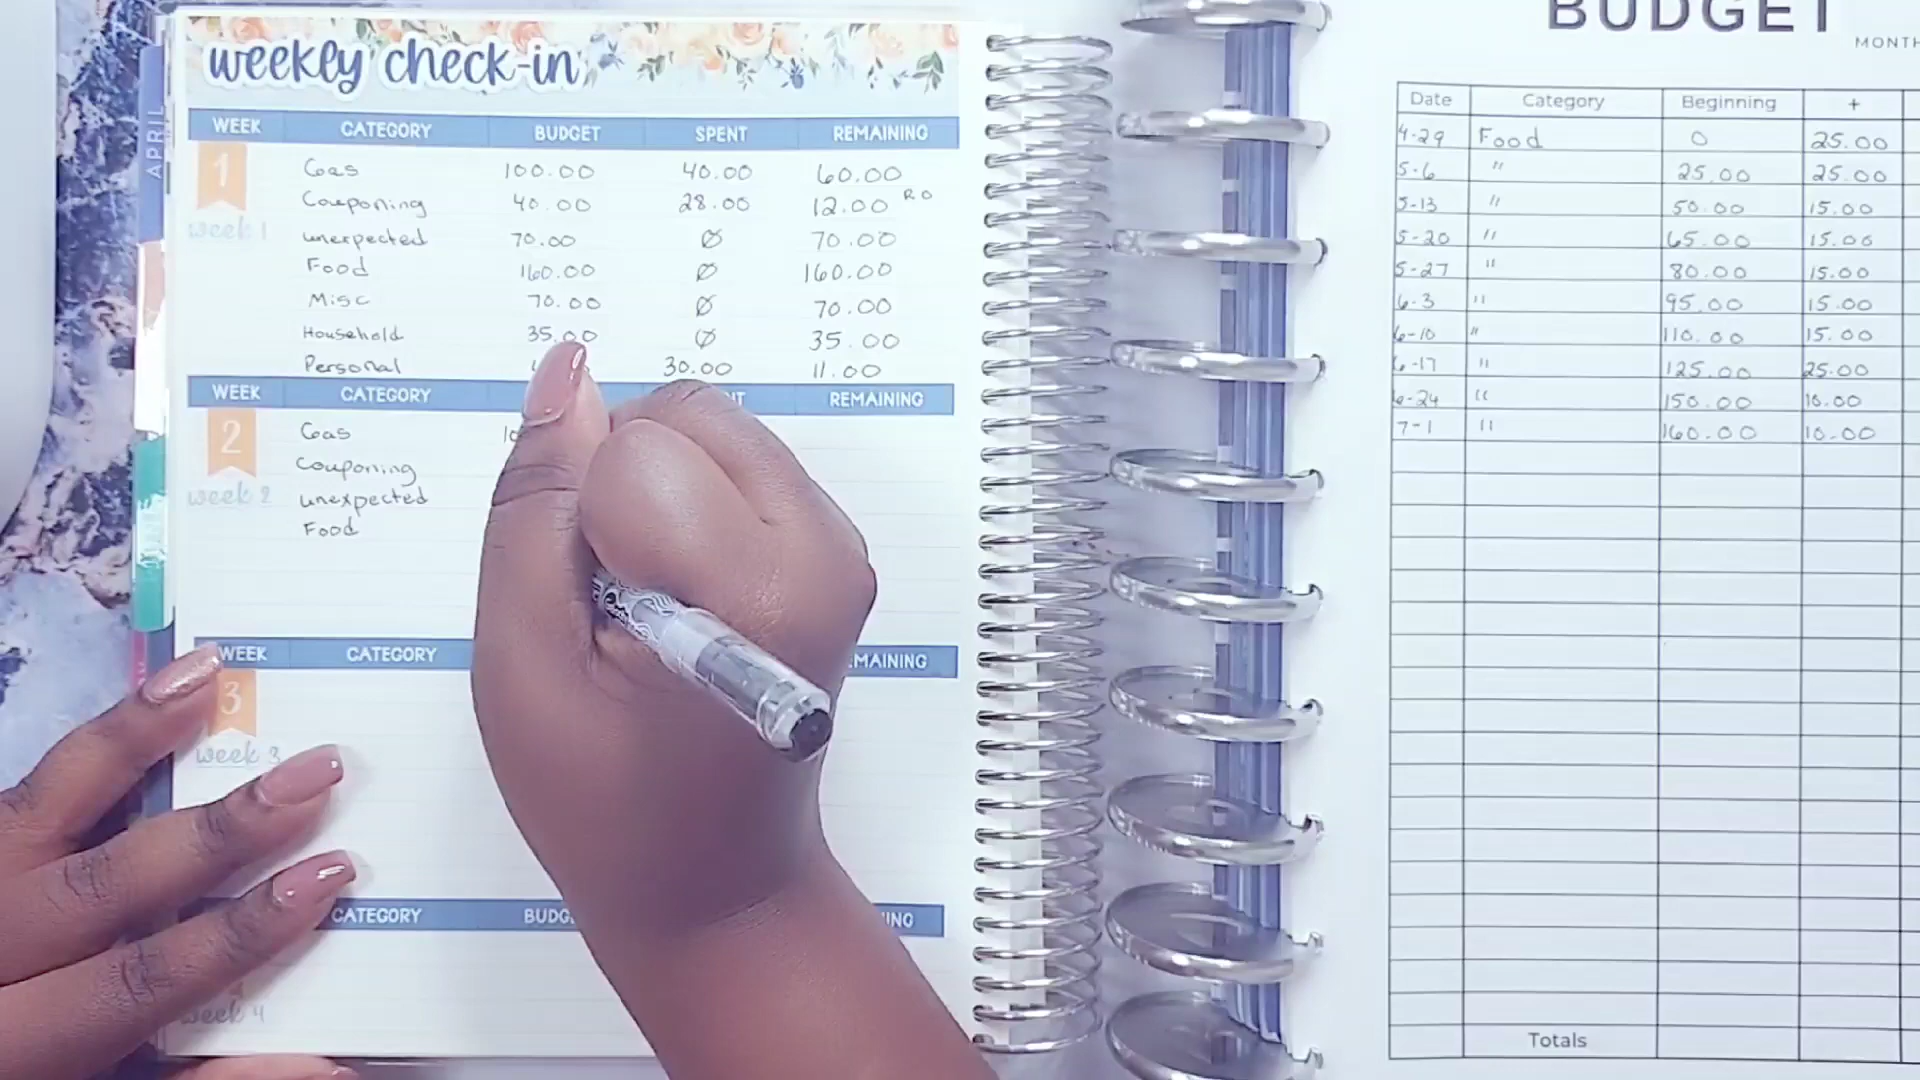 weekly check-in
WEEK CATEGORY BUDGET SPENT REMAINING
1 Gas 100.00 40.00 60.00
Couponing 40.00 28.00 12.00 RO
week 1
unexpected 70.00 Ø 70.00
Food 160.00 Ø 160.00
Misc 70.00 Ø 70.00
Household 35.00 Ø 35.00
Personal 30.00 11.00
WEEK CATEGORY REMAINING
2 Gas
Couponing
week 2 unexpected
Food
WEEK CATEGORY
3
week 3
CATEGORY
week 4
APRIL
BUDGET
MONTH
Date Category Beginning +
4-29 Food 0 25.00
5-6 " 25.00 25.00
5-13 " 50.00 15.00
5-20 " 65.00 15.00
5-27 " 80.00 15.00
6-3 " 95.00 15.00
6-10 " 110.00 15.00
6-17 " 125.00 25.00
6-24 " 150.00 10.00
7-1 " 160.00 10.00
Totals